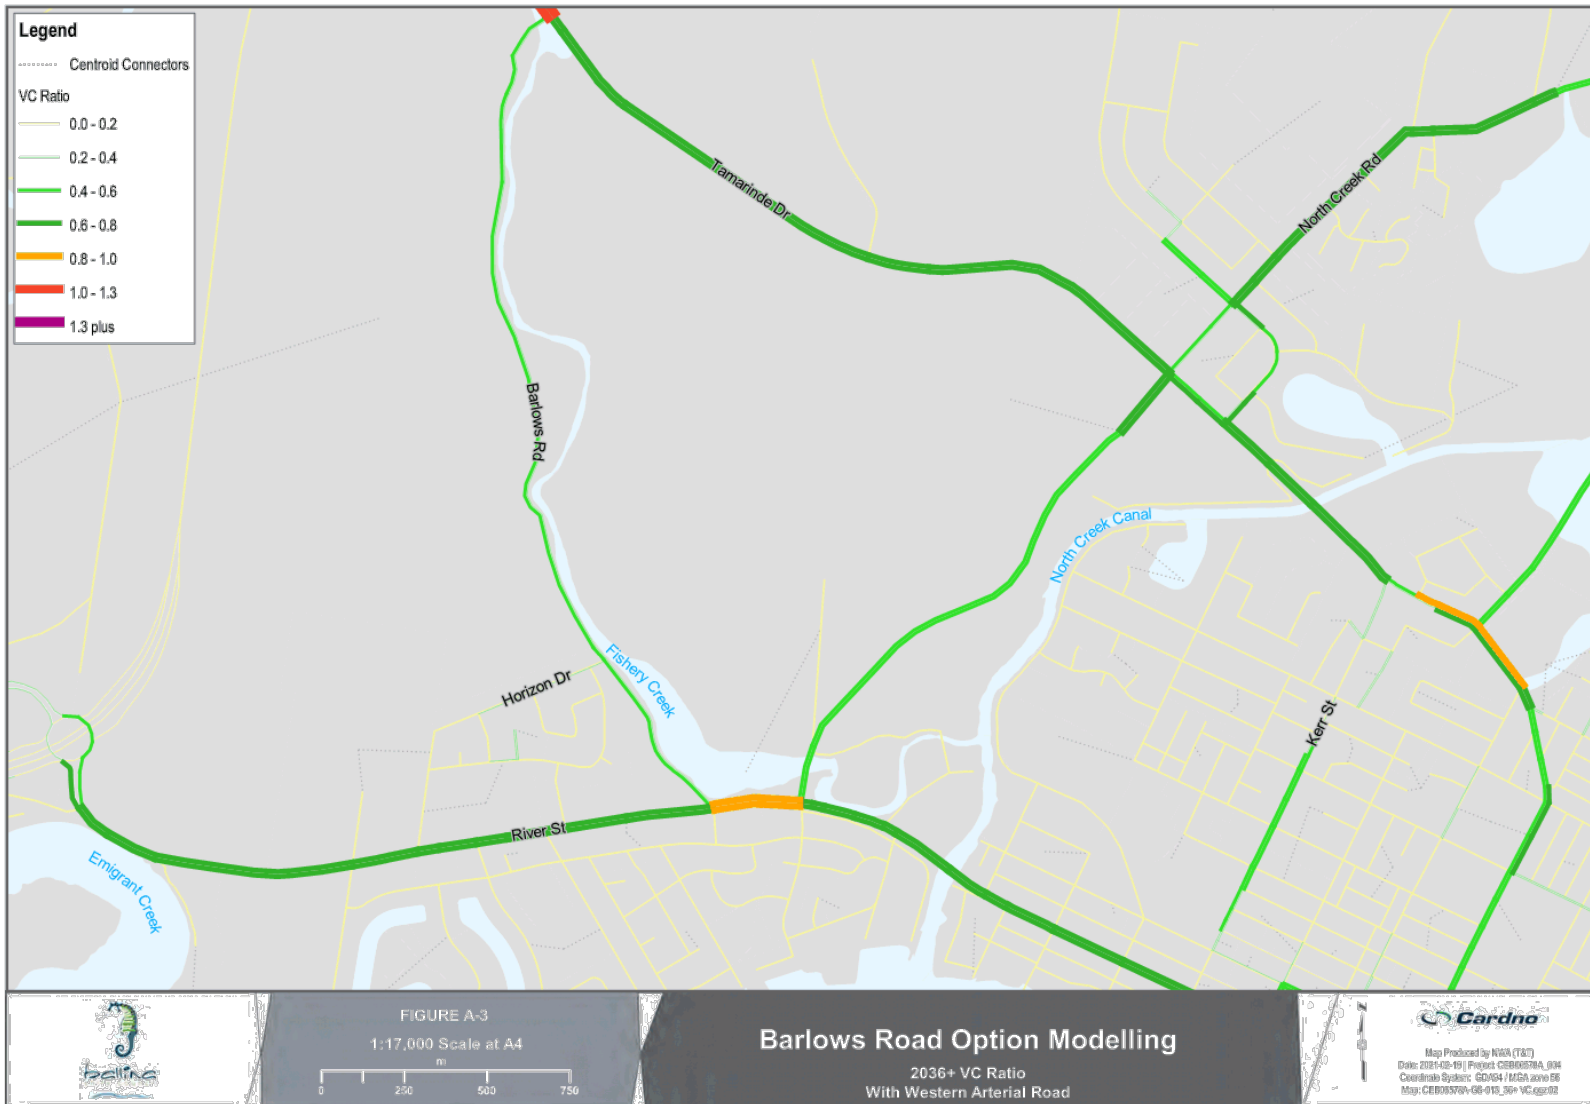 Legend
Centroid Connectors
VC Ratio
0.0 - 0.2
0.2 - 0.4
0.4 - 0.6
0.6 - 0.8
0.8 - 1.0
1.0 - 1.3
1.3 plus
Tamarinde Dr
North Creek Rd
Barlows Rd
North Creek Canal
Fishery Creek
Horizon Dr
Kerr St
River St
Emigrant Creek
ballina
FIGURE A-3
1:17,000 Scale at A4
m
0 250 500 750
Barlows Road Option Modelling
2036+ VC Ratio
With Western Arterial Road
Cardno
Map Produced by NWA (T&T)